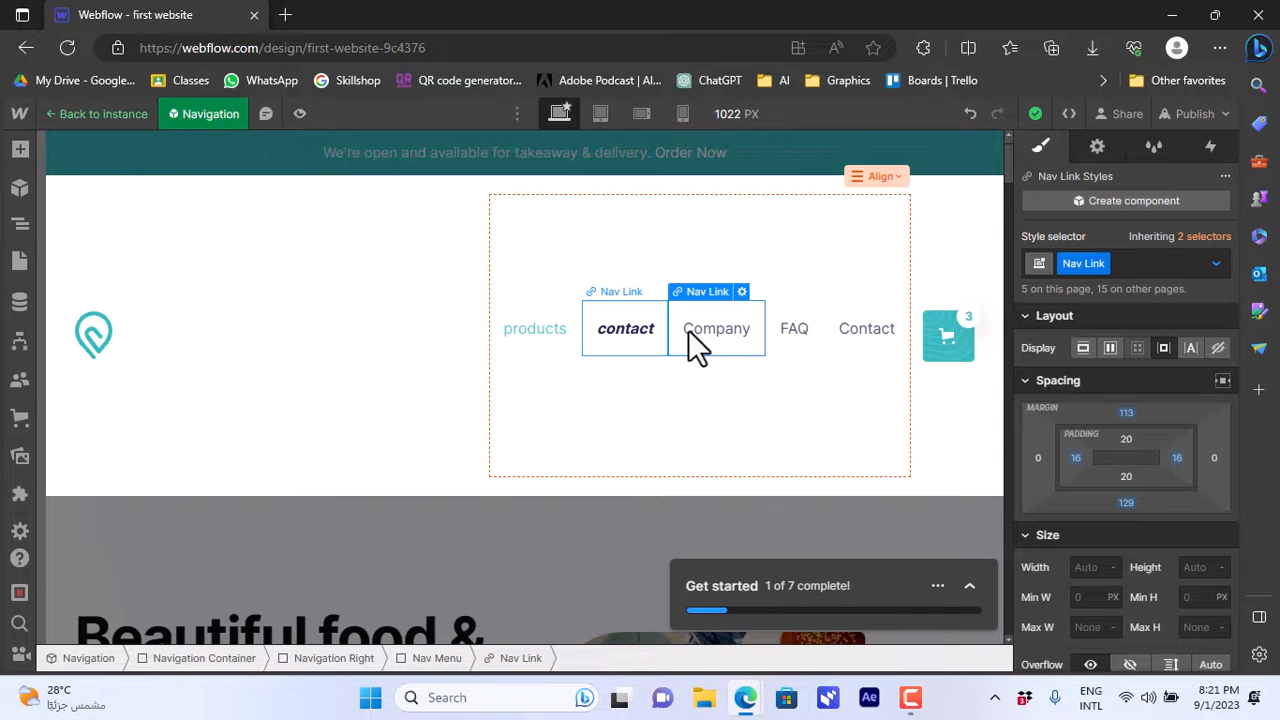 Webflow - first website
https://webflow.com/design/first-website-9c4376
My Drive - Google...
Classes
WhatsApp
Skillshop
QR code generator...
Adobe Podcast | AI...
ChatGPT
AI
Graphics
Boards | Trello
Other favorites
Back to instance
Navigation
1022 PX
Share
Publish
We're open and available for takeaway & delivery. Order Now
Align
Nav Link
Nav Link
products
contact
Company
FAQ
Contact
3
Beautiful food &
Get started 1 of 7 complete!
Navigation
Navigation Container
Navigation Right
Nav Menu
Nav Link
Nav Link Styles
Create component
Style selector
Inheriting 2 selectors
Nav Link
5 on this page, 15 on other pages.
Layout
Display
Spacing
MARGIN
113
PADDING
20
0
16
16
0
20
129
Size
Width
Auto
Height
Auto
Min W
0 PX
Min H
0 PX
Max W
None
Max H
None
Overflow
Auto
28°C
مشمس جزئيًا
Search
ENG
INTL
8:21 PM
9/1/2023